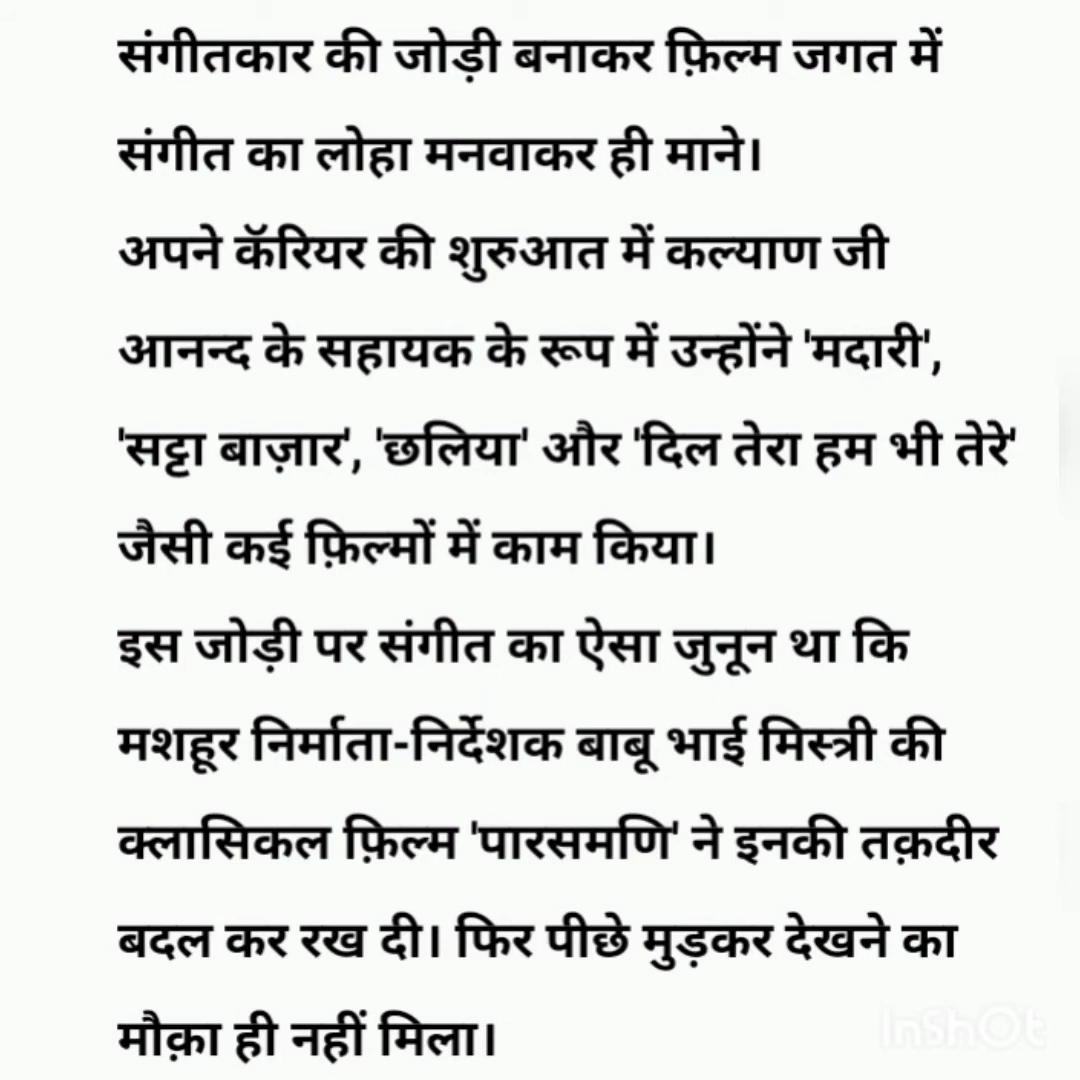 संगीतकार की जोड़ी बनाकर फ़िल्म जगत में
संगीत का लोहा मनवाकर ही माने।
अपने कॅरियर की शुरुआत में कल्याण जी
आनन्द के सहायक के रूप में उन्होंने 'मदारी',
'सट्टा बाज़ार', 'छलिया' और 'दिल तेरा हम भी तेरे'
जैसी कई फ़िल्मों में काम किया।
इस जोड़ी पर संगीत का ऐसा जुनून था कि
मशहूर निर्माता-निर्देशक बाबू भाई मिस्त्री की
क्लासिकल फ़िल्म 'पारसमणि' ने इनकी तक़दीर
बदल कर रख दी। फिर पीछे मुड़कर देखने का
मौक़ा ही नहीं मिला।
InShOt